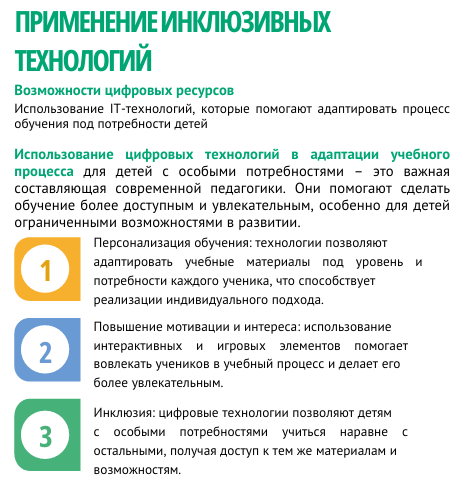 ПРИМЕНЕНИЕ ИНКЛЮЗИВНЫХ
ТЕХНОЛОГИЙ
Возможности цифровых ресурсов
Использование IT-технологий, которые помогают адаптировать процесс
обучения под потребности детей
Использование цифровых технологий в адаптации учебного
процесса для детей с особыми потребностями – это важная
составляющая современной педагогики. Они помогают сделать
обучение более доступным и увлекательным, особенно для детей
ограниченными возможностями в развитии.
1
Персонализация обучения: технологии позволяют
адаптировать учебные материалы под уровень и
потребности каждого ученика, что способствует
реализации индивидуального подхода.
2
Повышение мотивации и интереса: использование
интерактивных и игровых элементов помогает
вовлекать учеников в учебный процесс и делает его
более увлекательным.
3
Инклюзия: цифровые технологии позволяют детям
с особыми потребностями учиться наравне с
остальными, получая доступ к тем же материалам и
возможностям.